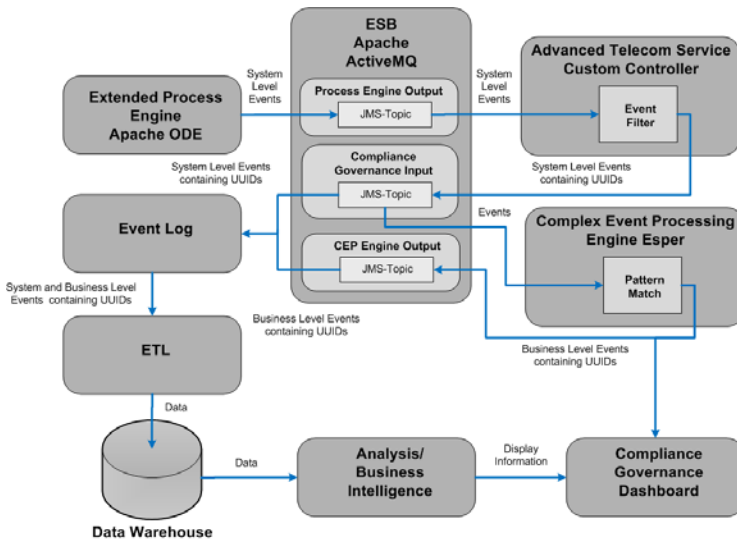 ESB
Apache
ActiveMQ
Advanced Telecom Service
Custom Controller
System
Level
Events
Process Engine Output
JMS-Topic
System
Level
Events
Event
Filter
Extended Process
Engine
Apache ODE
System Level Events
containing UUIDs
Compliance
Governance Input
JMS-Topic
System Level Events
containing UUIDs
Events
Event Log
CEP Engine Output
JMS-Topic
Complex Event Processing
Engine Esper
Pattern
Match
System and Business Level
Events containing UUIDs
Business Level Events
containing UUIDs
Business Level Events
containing UUIDs
ETL
Data
Data
Analysis/
Business
Intelligence
Display
Information
Compliance
Governance
Dashboard
Data Warehouse